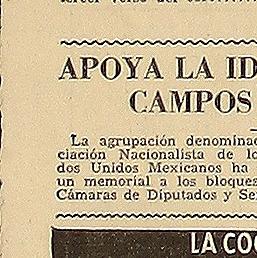 APOYA LA ID
CAMPOS
La agrupación denominad
ciación Nacionalista de lo
dos Unidos Mexicanos ha
un memorial a los bloques
Cámaras de Diputados y Se
LA COC